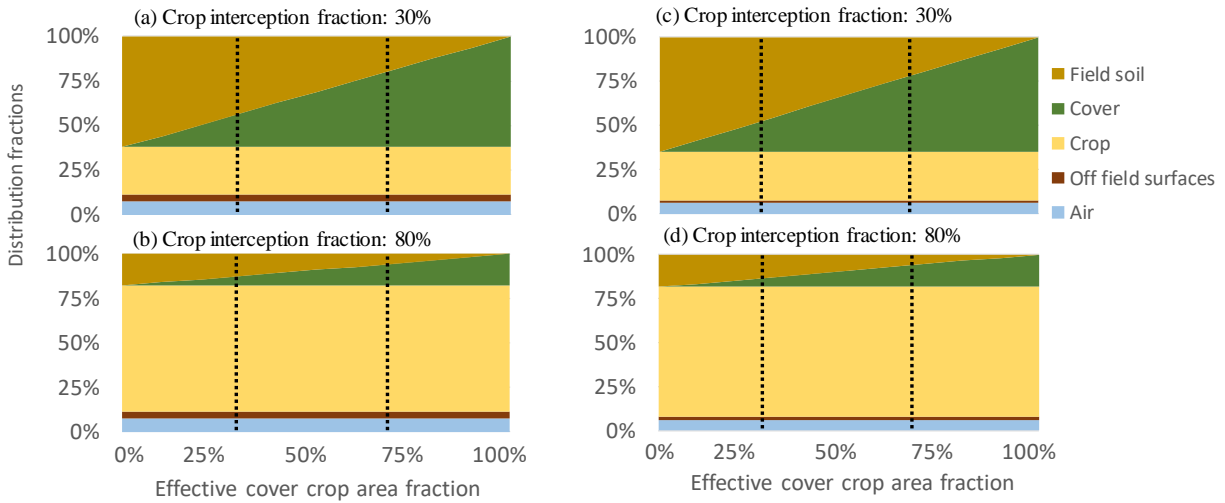 (a) Crop interception fraction: 30%
100%
75%
50%
25%
0%
(b) Crop interception fraction: 80%
100%
75%
50%
25%
0%
0% 25% 50% 75% 100%
Effective cover crop area fraction
Distribution fractions
(c) Crop interception fraction: 30%
100%
75%
50%
25%
0%
(d) Crop interception fraction: 80%
100%
75%
50%
25%
0%
0% 25% 50% 75% 100%
Effective cover crop area fraction
Field soil
Cover
Crop
Off field surfaces
Air